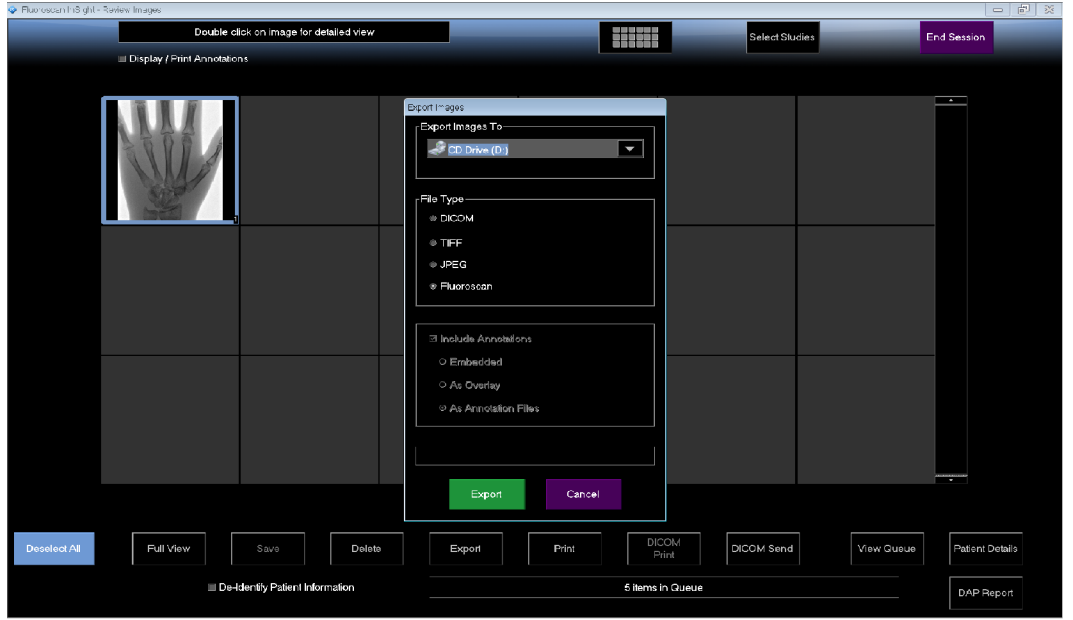 Fluoroscan InSight - Review Images
Double click on image for detailed view
Select Studies
End Session
Display / Print Annotations
1
Export Images
Export Images To
CD Drive (D:)
File Type
DICOM
TIFF
JPEG
Fluoroscan
Include Annotations
Embedded
As Overlay
As Annotation Files
Export
Cancel
Deselect All
Full View
Save
Delete
Export
Print
DICOM
Print
DICOM Send
View Queue
Patient Details
De-Identify Patient Information
5 items in Queue
DAP Report